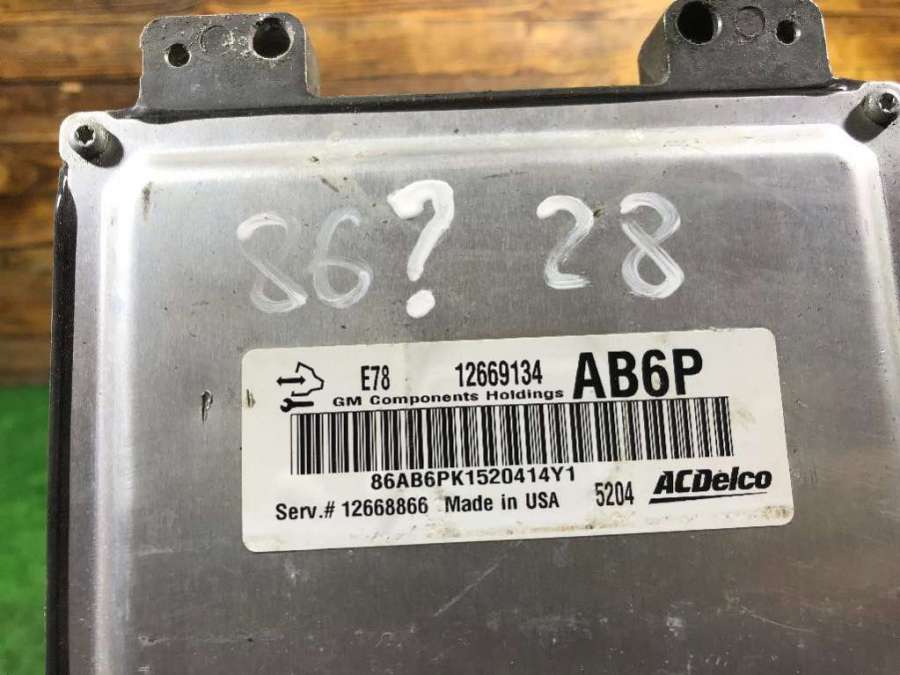 86? 28
E78 12669134 AB6P
GM Components Holdings
86AB6PK1520414Y1
Serv.# 12668866 Made in USA 5204 ACDelco